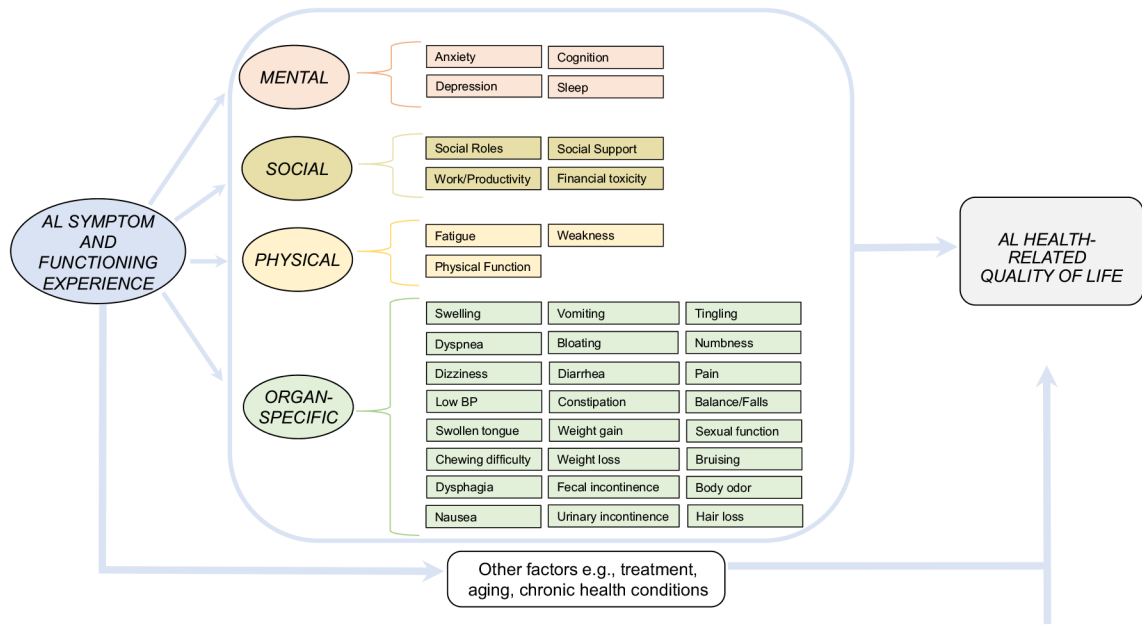 AL SYMPTOM
AND
FUNCTIONING
EXPERIENCE
MENTAL
Anxiety
Cognition
Depression
Sleep
SOCIAL
Social Roles
Social Support
Work/Productivity
Financial toxicity
PHYSICAL
Fatigue
Weakness
Physical Function
ORGAN-
SPECIFIC
Swelling
Vomiting
Tingling
Dyspnea
Bloating
Numbness
Dizziness
Diarrhea
Pain
Low BP
Constipation
Balance/Falls
Swollen tongue
Weight gain
Sexual function
Chewing difficulty
Weight loss
Bruising
Dysphagia
Fecal incontinence
Body odor
Nausea
Urinary incontinence
Hair loss
AL HEALTH-
RELATED
QUALITY OF LIFE
Other factors e.g., treatment,
aging, chronic health conditions